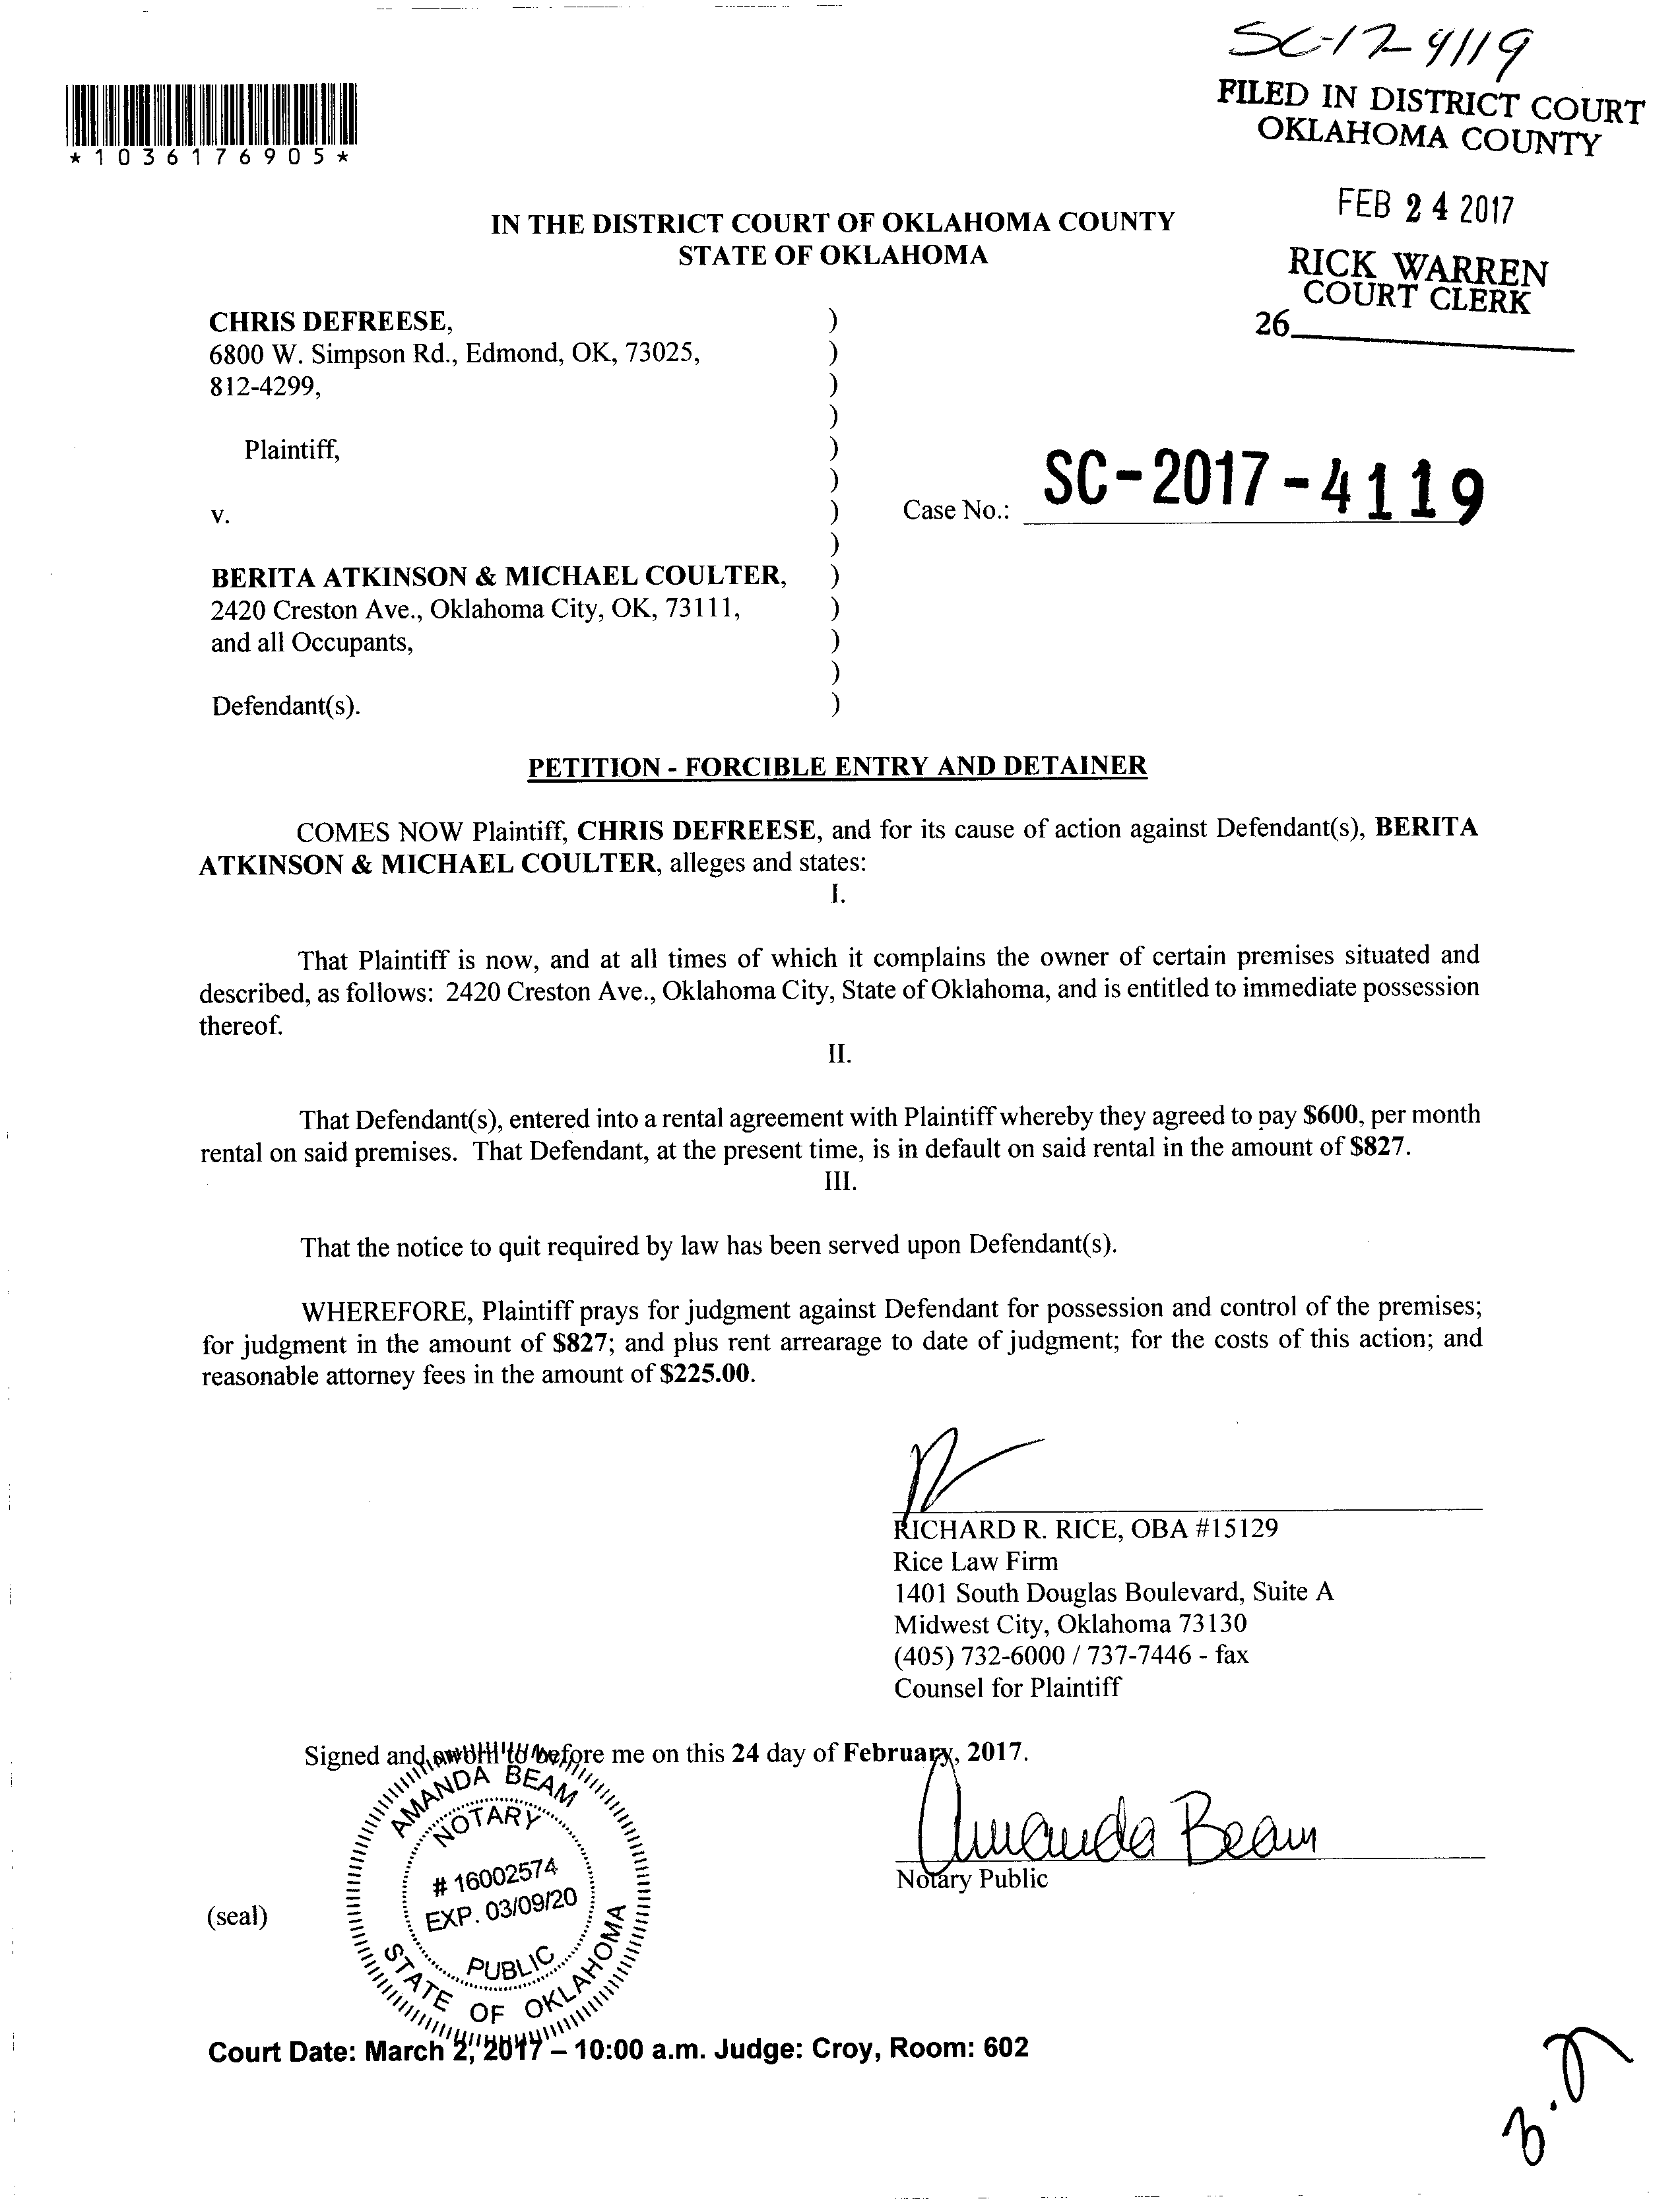 SC-17-4119
FILED IN DISTRICT COURT
OKLAHOMA COUNTY
FEB 24 2017
RICK WARREN
COURT CLERK
26
*1036176905*
IN THE DISTRICT COURT OF OKLAHOMA COUNTY
STATE OF OKLAHOMA
CHRIS DEFREESE, )
6800 W. Simpson Rd., Edmond, OK, 73025, )
812-4299, )
)
Plaintiff, )
)
v. ) Case No.: SC-2017-4119
)
BERITA ATKINSON & MICHAEL COULTER, )
2420 Creston Ave., Oklahoma City, OK, 73111, )
and all Occupants, )
)
Defendant(s). )
PETITION - FORCIBLE ENTRY AND DETAINER
COMES NOW Plaintiff, CHRIS DEFREESE, and for its cause of action against Defendant(s), BERITA
ATKINSON & MICHAEL COULTER, alleges and states:
I.
That Plaintiff is now, and at all times of which it complains the owner of certain premises situated and
described, as follows: 2420 Creston Ave., Oklahoma City, State of Oklahoma, and is entitled to immediate possession
thereof.
II.
That Defendant(s), entered into a rental agreement with Plaintiff whereby they agreed to pay $600, per month
rental on said premises. That Defendant, at the present time, is in default on said rental in the amount of $827.
III.
That the notice to quit required by law has been served upon Defendant(s).
WHEREFORE, Plaintiff prays for judgment against Defendant for possession and control of the premises;
for judgment in the amount of $827; and plus rent arrearage to date of judgment; for the costs of this action; and
reasonable attorney fees in the amount of $225.00.
RICHARD R. RICE, OBA #15129
Rice Law Firm
1401 South Douglas Boulevard, Suite A
Midwest City, Oklahoma 73130
(405) 732-6000 / 737-7446 - fax
Counsel for Plaintiff
Signed and sworn to before me on this 24 day of February, 2017.
Amanda Beam
Notary Public
(seal)
AMANDA BEAM
NOTARY
# 16002574
EXP. 03/09/20
PUBLIC
STATE OF OKLAHOMA
Court Date: March 2, 2017 – 10:00 a.m. Judge: Croy, Room: 602